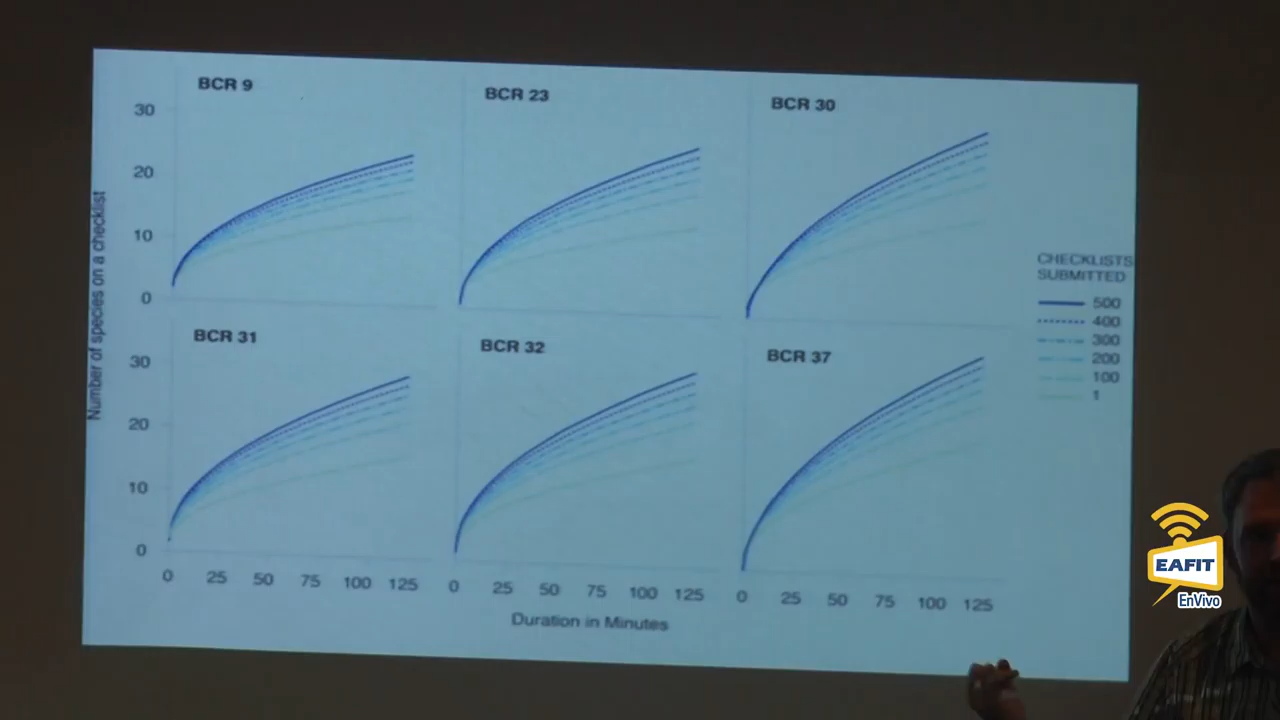 BCR 9
BCR 23
BCR 30
30
20
10
0
Number of species on a checklist
CHECKLISTS
SUBMITTED
500
400
300
200
100
1
BCR 31
BCR 32
BCR 37
30
20
10
0
0 25 50 75 100 125
0 25 50 75 100 125
0 25 50 75 100 125
Duration in Minutes
EAFIT
EnVivo